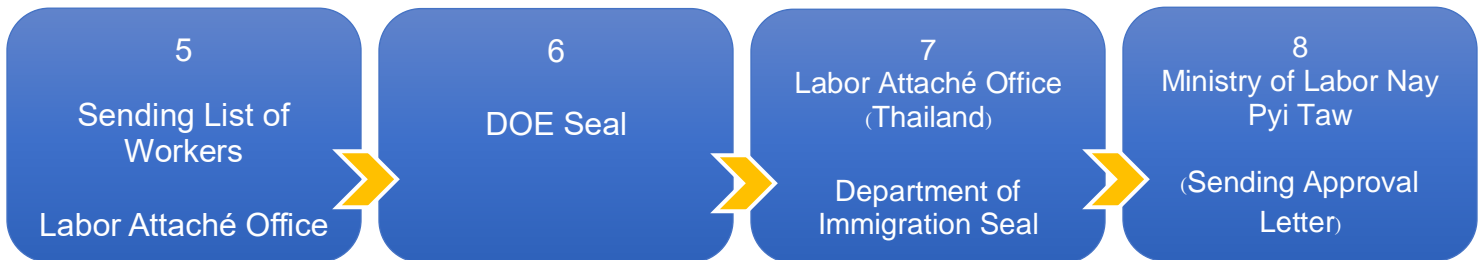 5
Sending List of
Workers
Labor Attaché Office
6
DOE Seal
7
Labor Attaché Office
(Thailand)
Department of
Immigration Seal
8
Ministry of Labor Nay
Pyi Taw
(Sending Approval
Letter)